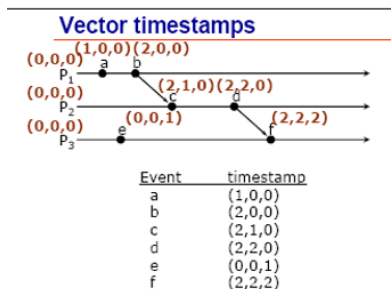 Vector timestamps
(1,0,0)(2,0,0)
(0,0,0) a b
P1
(0,0,0) (2,1,0)(2,2,0)
P2 c d
(0,0,0) (0,0,1) (2,2,2)
P3 e f
Event timestamp
a (1,0,0)
b (2,0,0)
c (2,1,0)
d (2,2,0)
e (0,0,1)
f (2,2,2)